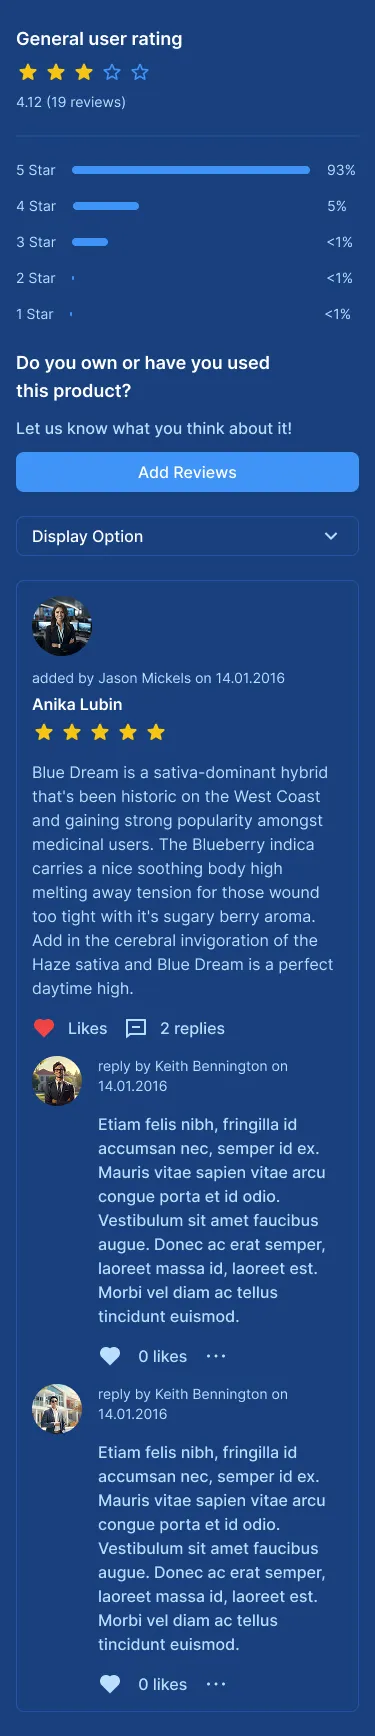 General user rating
4.12 (19 reviews)
5 Star 93%
4 Star 5%
3 Star <1%
2 Star <1%
1 Star <1%
Do you own or have you used
this product?
Let us know what you think about it!
Add Reviews
Display Option
added by Jason Mickels on 14.01.2016
Anika Lubin
Blue Dream is a sativa-dominant hybrid
that's been historic on the West Coast
and gaining strong popularity amongst
medicinal users. The Blueberry indica
carries a nice soothing body high
melting away tension for those wound
too tight with it's sugary berry aroma.
Add in the cerebral invigoration of the
Haze sativa and Blue Dream is a perfect
daytime high.
Likes 2 replies
reply by Keith Bennington on
14.01.2016
Etiam felis nibh, fringilla id
accumsan nec, semper id ex.
Mauris vitae sapien vitae arcu
congue porta et id odio.
Vestibulum sit amet faucibus
augue. Donec ac erat semper,
laoreet massa id, laoreet est.
Morbi vel diam ac tellus
tincidunt euismod.
0 likes
reply by Keith Bennington on
14.01.2016
Etiam felis nibh, fringilla id
accumsan nec, semper id ex.
Mauris vitae sapien vitae arcu
congue porta et id odio.
Vestibulum sit amet faucibus
augue. Donec ac erat semper,
laoreet massa id, laoreet est.
Morbi vel diam ac tellus
tincidunt euismod.
0 likes